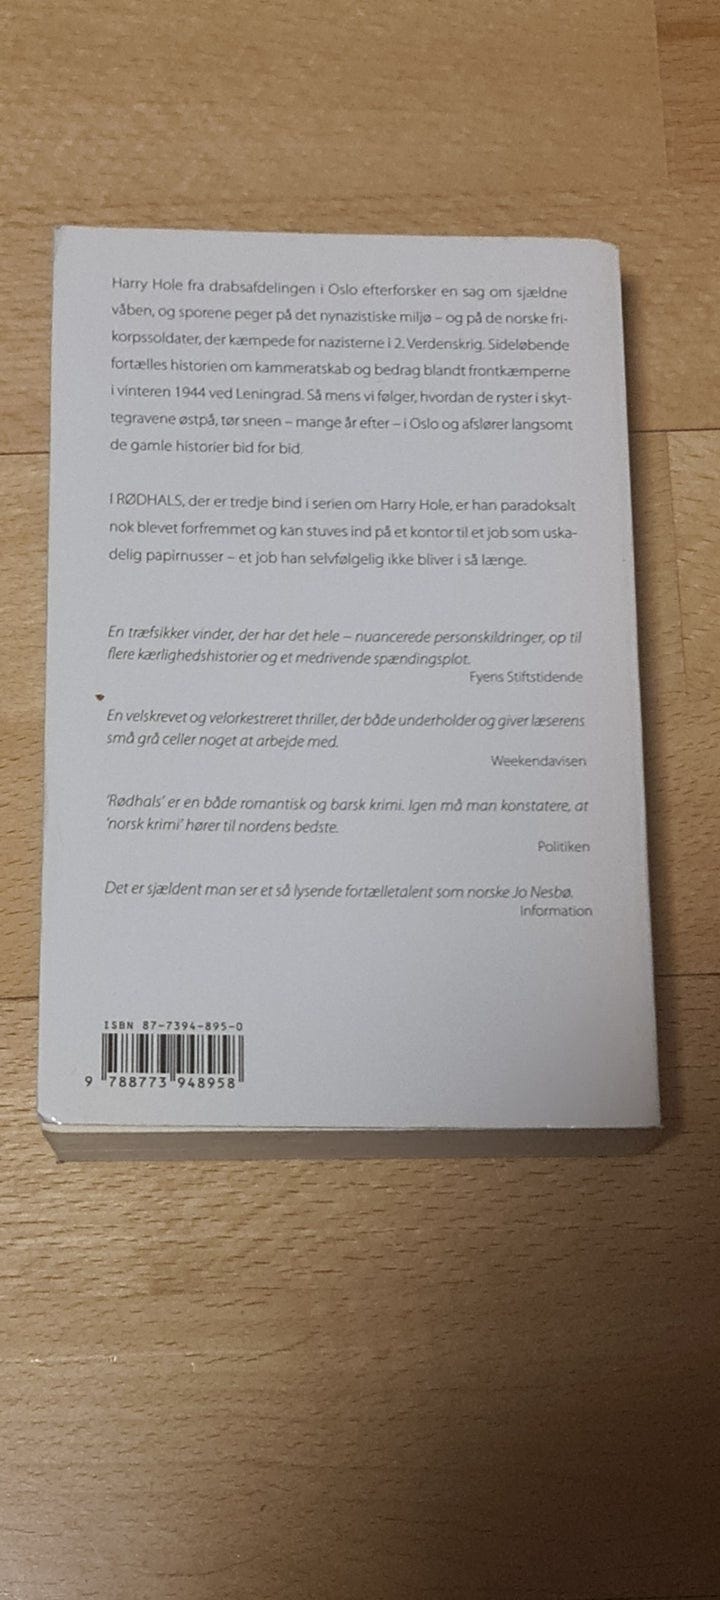 Harry Hole fra drabsafdelingen i Oslo efterforsker en sag om sjældne
våben, og sporene peger på det nynazistiske miljø – og på de norske fri-
korpssoldater, der kæmpede for nazisterne i 2. Verdenskrig. Sideløbende
fortælles historien om kammeratskab og bedrag blandt frontkæmperne
i vinteren 1944 ved Leningrad. Så mens vi følger, hvordan de ryster i skyt-
tegravene østpå, tør sneen – mange år efter – i Oslo og afslører langsomt
de gamle historier bid for bid.
I RØDHALS, der er tredje bind i serien om Harry Hole, er han paradoksalt
nok blevet forfremmet og kan stuves ind på et kontor til et job som uska-
delig papirnusser – et job han selvfølgelig ikke bliver i så længe.
En træfsikker vinder, der har det hele – nuancerede personskildringer, op til
flere kærlighedshistorier og et medrivende spændingsplot.
Fyens Stiftstidende
En velskrevet og velorkestreret thriller, der både underholder og giver læserens
små grå celler noget at arbejde med.
Weekendavisen
'Rødhals' er en både romantisk og barsk krimi. Igen må man konstatere, at
'norsk krimi' hører til nordens bedste.
Politiken
Det er sjældent man ser et så lysende fortælletalent som norske Jo Nesbø.
Information
ISBN 87-7394-895-0
9 788773 948958